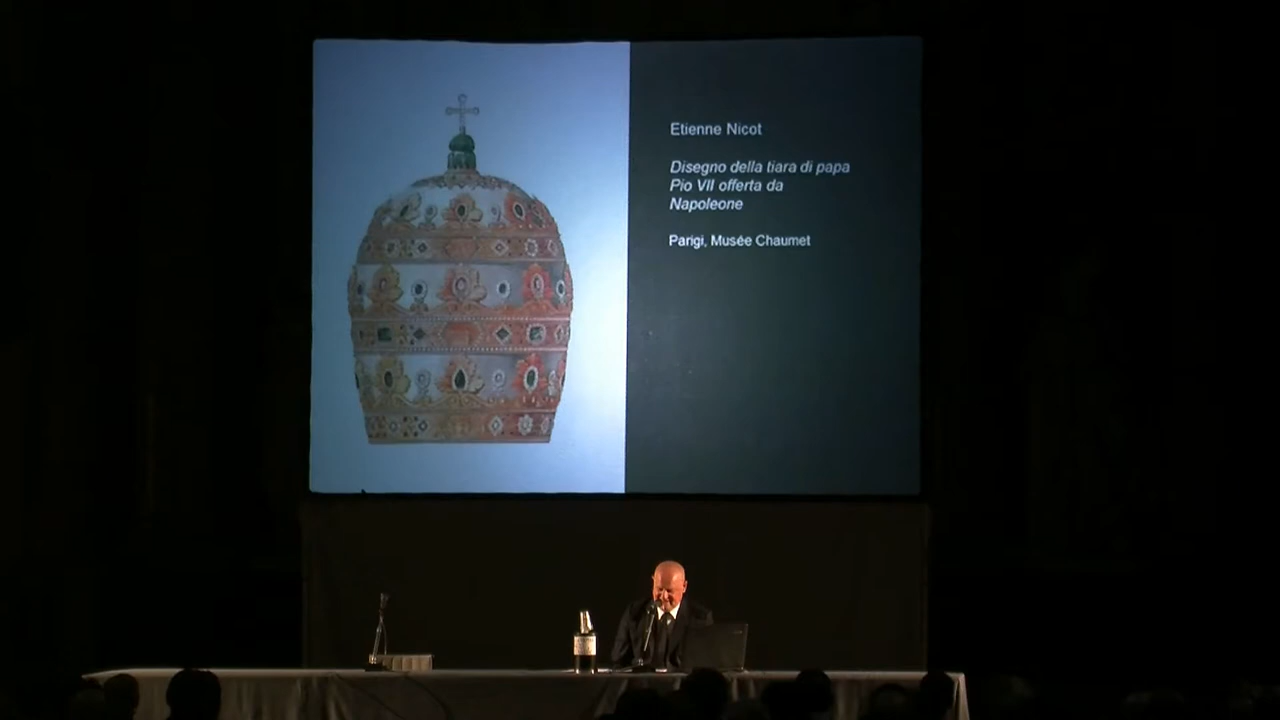 Etienne Nicot
Disegno della tiara di papa
Pio VII offerta da
Napoleone
Parigi, Musée Chaumet